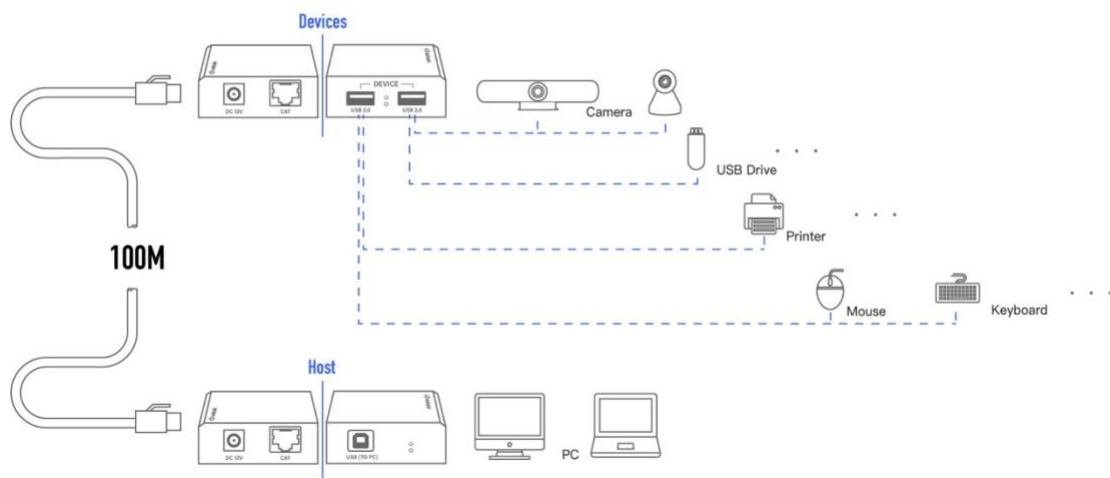 Devices
DEVICE
DC 12V
CAT
USB 2.0
USB 2.0
Camera
USB Drive
. . .
Printer
. . .
100M
Mouse
Keyboard
. . .
Host
DC 12V
CAT
USB (TO PC)
PC